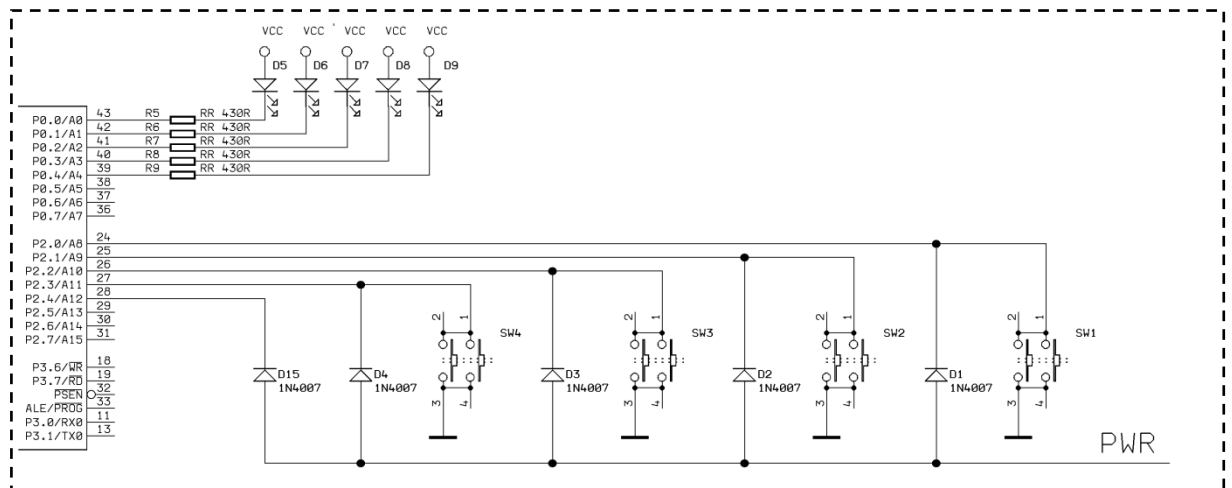 VCC VCC ' VCC VCC VCC
D5 D6 D7 D8 D9
P0.0/A0 43 R5 RR 430R
P0.1/A1 42 R6 RR 430R
P0.2/A2 41 R7 RR 430R
P0.3/A3 40 R8 RR 430R
P0.4/A4 39 R9 RR 430R
P0.5/A5 38
P0.6/A6 37
P0.7/A7 36
P2.0/A8 24
P2.1/A9 25
P2.2/A10 26
P2.3/A11 27
P2.4/A12 28
P2.5/A13 29
P2.6/A14 30
P2.7/A15 31
2 1 SW4 2 1 SW3 2 1 SW2 2 1 SW1
P3.6/WR 18
P3.7/RD 19
PSEN 32
ALE/PROG 33
P3.0/RX0 11
P3.1/TX0 13
D15 D4 D3 D2 D1
1N4007 1N4007 1N4007 1N4007 1N4007
3 4 3 4 3 4 3 4
PWR